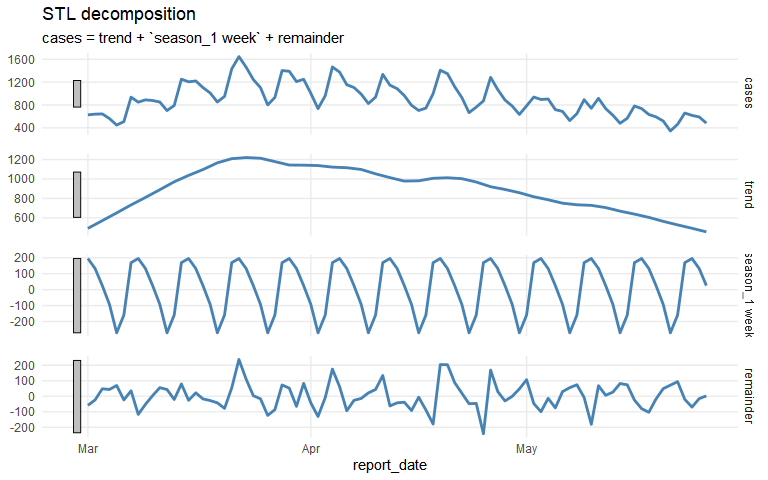 STL decomposition
cases = trend + `season_1 week` + remainder
1600
1200
800
400
cases
1200
1000
800
600
trend
200
100
0
-100
-200
season_1 week
200
100
0
-100
-200
remainder
Mar
Apr
May
report_date